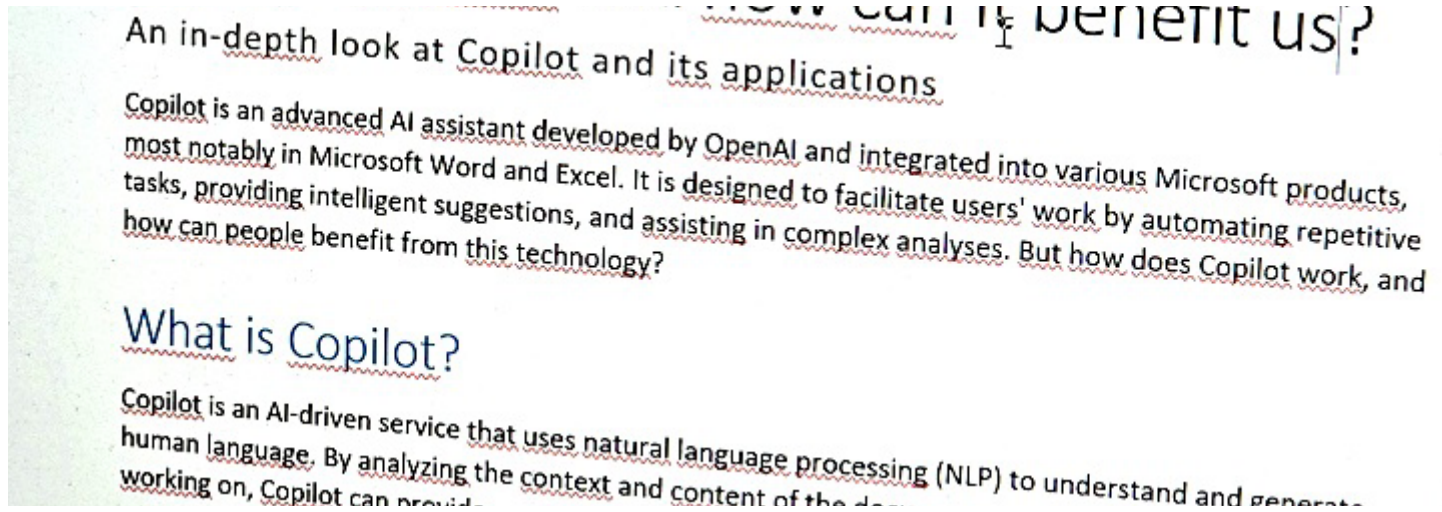 how can it benefit us?
An in-depth look at Copilot and its applications
Copilot is an advanced AI assistant developed by OpenAI and integrated into various Microsoft products,
most notably in Microsoft Word and Excel. It is designed to facilitate users' work by automating repetitive
tasks, providing intelligent suggestions, and assisting in complex analyses. But how does Copilot work, and
how can people benefit from this technology?
What is Copilot?
Copilot is an AI-driven service that uses natural language processing (NLP) to understand and generate
human language. By analyzing the context and content of the
working on, Copilot can provide